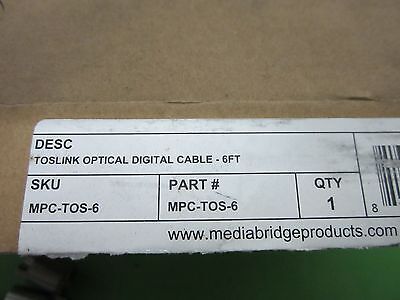 DESC
TOSLINK OPTICAL DIGITAL CABLE - 6FT
SKU PART # QTY
MPC-TOS-6 MPC-TOS-6 1
8
www.mediabridgeproducts.com